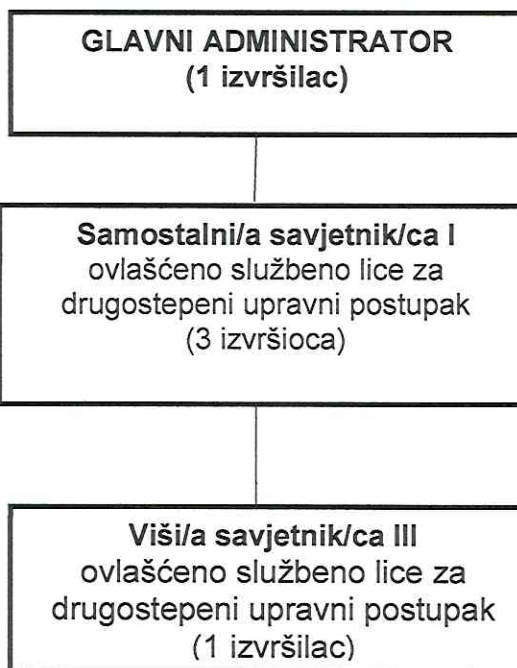 GLAVNI ADMINISTRATOR
(1 izvršilac)
Samostalni/a savjetnik/ca I
ovlašćeno službeno lice za
drugostepeni upravni postupak
(3 izvršioca)
Viši/a savjetnik/ca III
ovlašćeno službeno lice za
drugostepeni upravni postupak
(1 izvršilac)